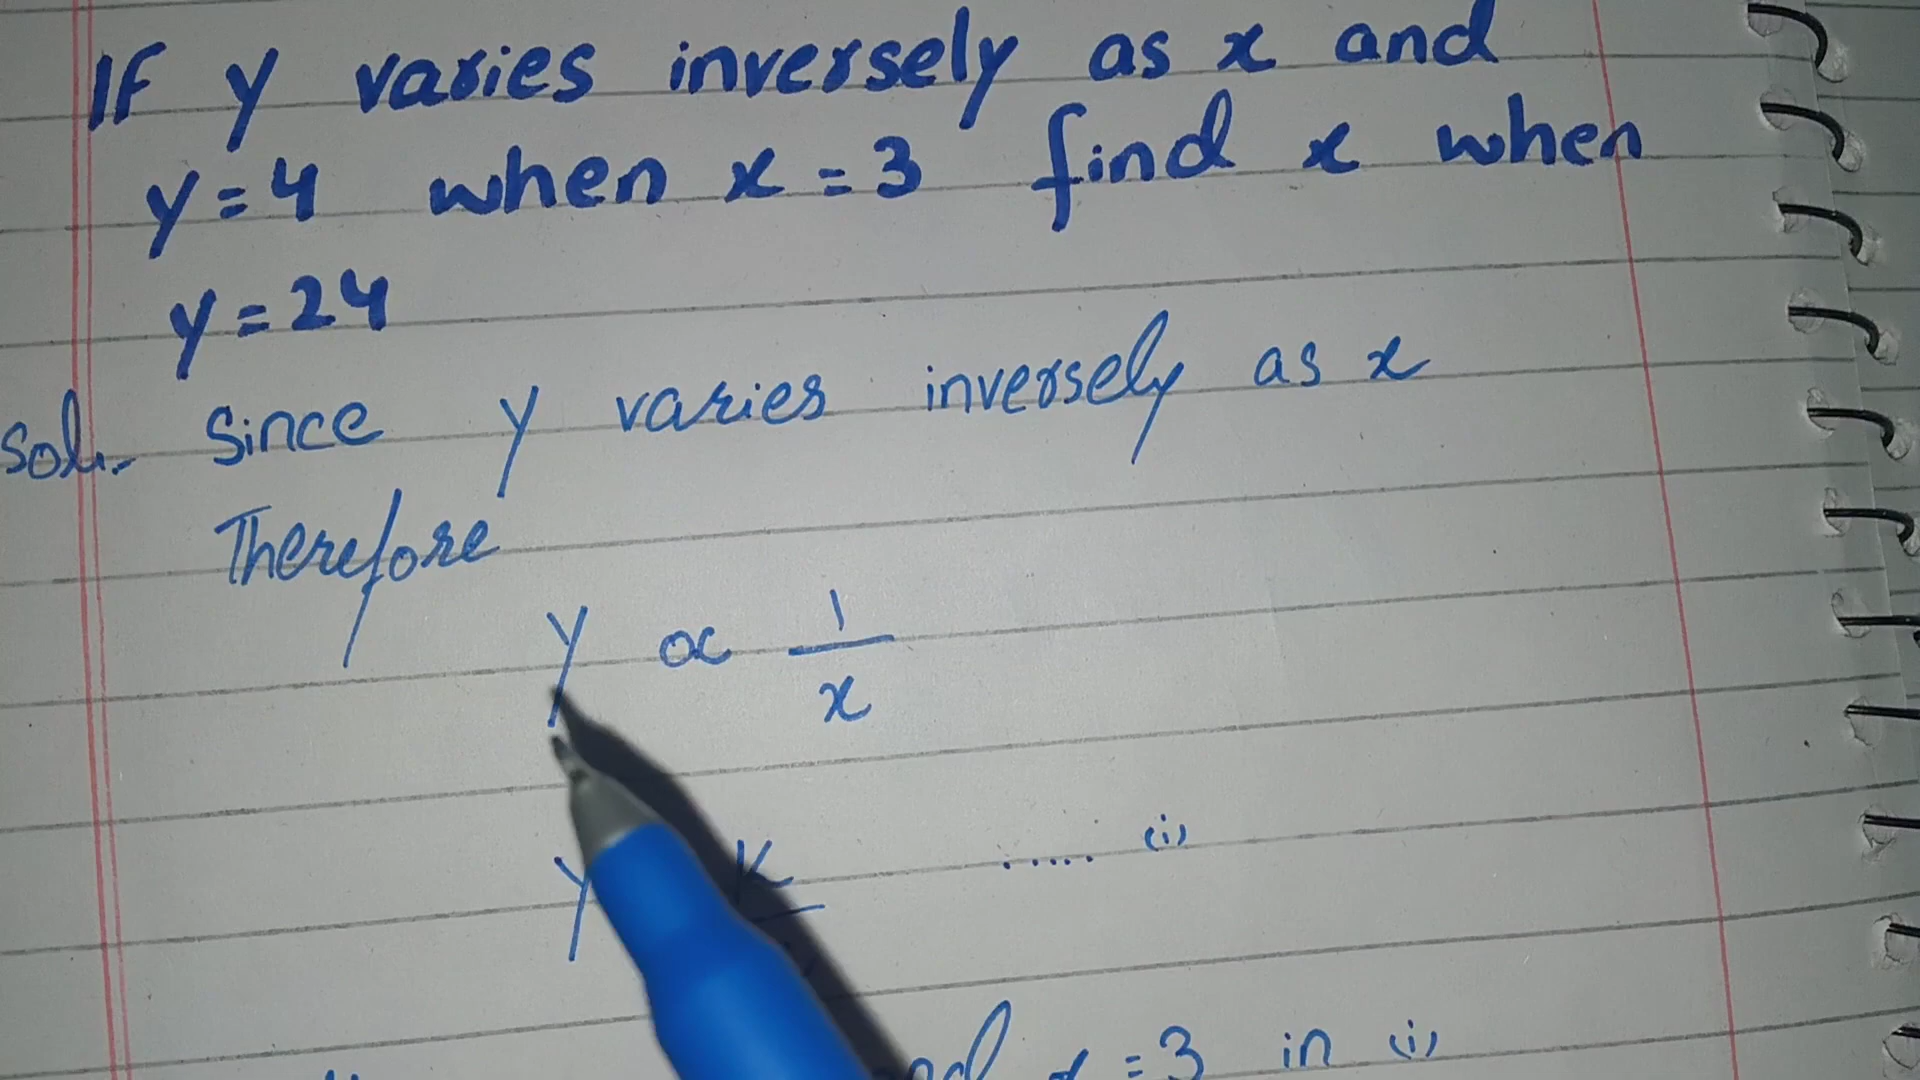 If y varies inversely as x and
y = 4 when x = 3 find x when
y = 24
Sol. Since y varies inversely as x
Therefore
y ∝ 1/x
y K ..... (i)
x = 3 in (i)